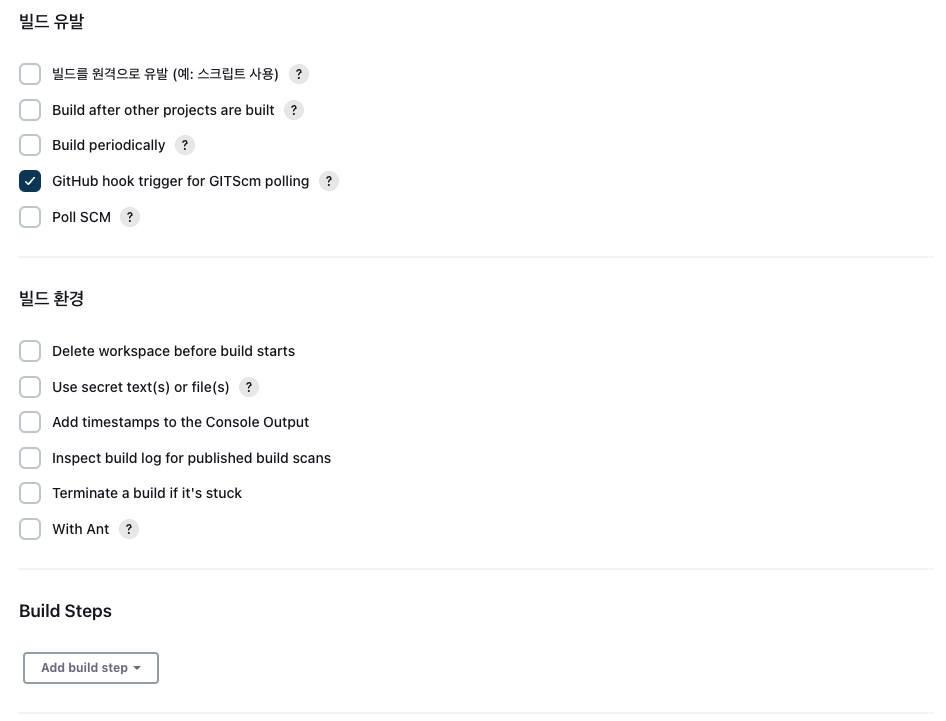 빌드 유발
빌드를 원격으로 유발 (예: 스크립트 사용) ?
Build after other projects are built ?
Build periodically ?
GitHub hook trigger for GITScm polling ?
Poll SCM ?
빌드 환경
Delete workspace before build starts
Use secret text(s) or file(s) ?
Add timestamps to the Console Output
Inspect build log for published build scans
Terminate a build if it's stuck
With Ant ?
Build Steps
Add build step